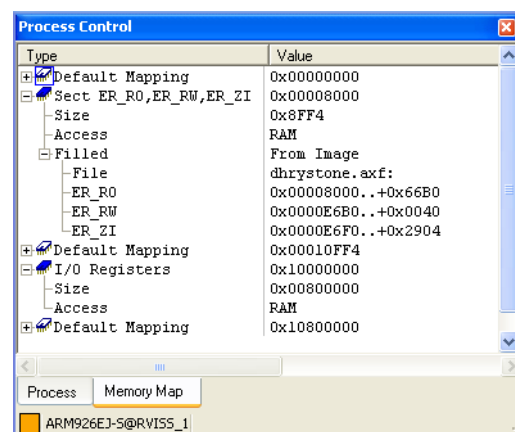 Process Control
Type Value
Default Mapping 0x00000000
Sect ER_RO,ER_RW,ER_ZI 0x00008000
Size 0x8FF4
Access RAM
Filled From Image
File dhrystone.axf:
ER_RO 0x00008000..+0x66B0
ER_RW 0x0000E6B0..+0x0040
ER_ZI 0x0000E6F0..+0x2904
Default Mapping 0x00010FF4
I/O Registers 0x10000000
Size 0x00800000
Access RAM
Default Mapping 0x10800000
Process Memory Map
ARM926EJ-S@RVISS_1